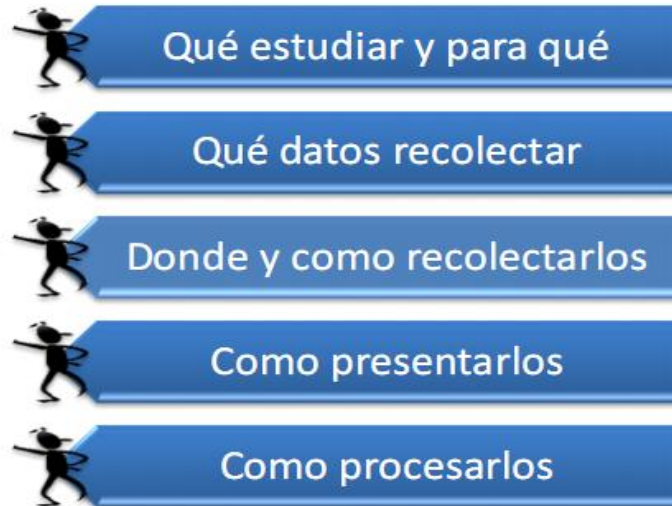 Qué estudiar y para qué
Qué datos recolectar
Donde y como recolectarlos
Como presentarlos
Como procesarlos